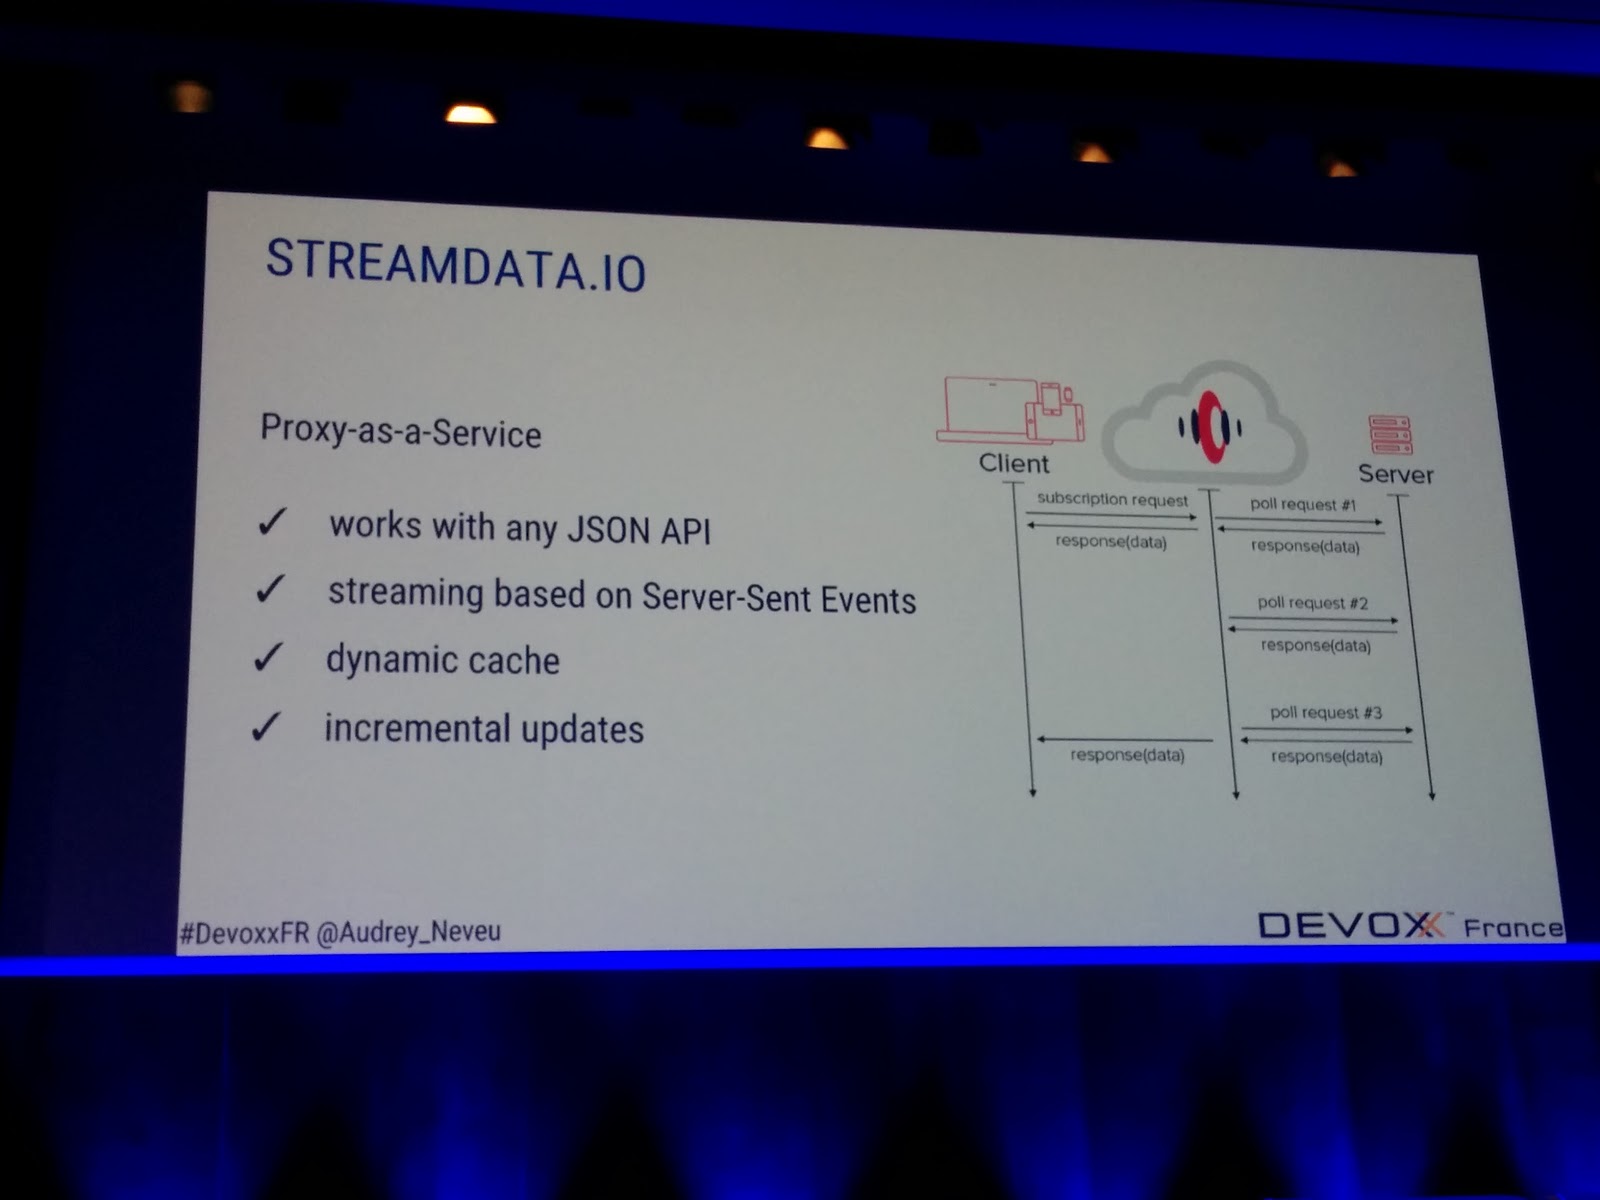 STREAMDATA.IO
Proxy-as-a-Service
✓ works with any JSON API
✓ streaming based on Server-Sent Events
✓ dynamic cache
✓ incremental updates
Client
Server
subscription request
response(data)
poll request #1
response(data)
poll request #2
response(data)
poll request #3
response(data)
response(data)
#DevoxxFR @Audrey_Neveu
DEVOXX™ France